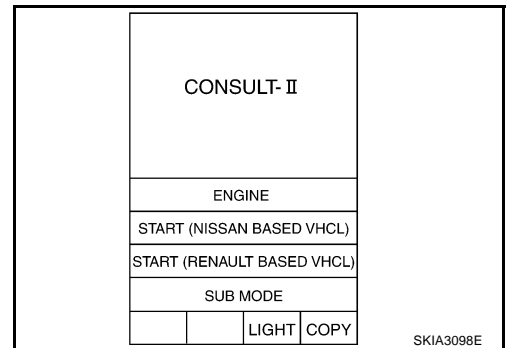 CONSULT-II
ENGINE
START (NISSAN BASED VHCL)
START (RENAULT BASED VHCL)
SUB MODE
LIGHT COPY
SKIA3098E